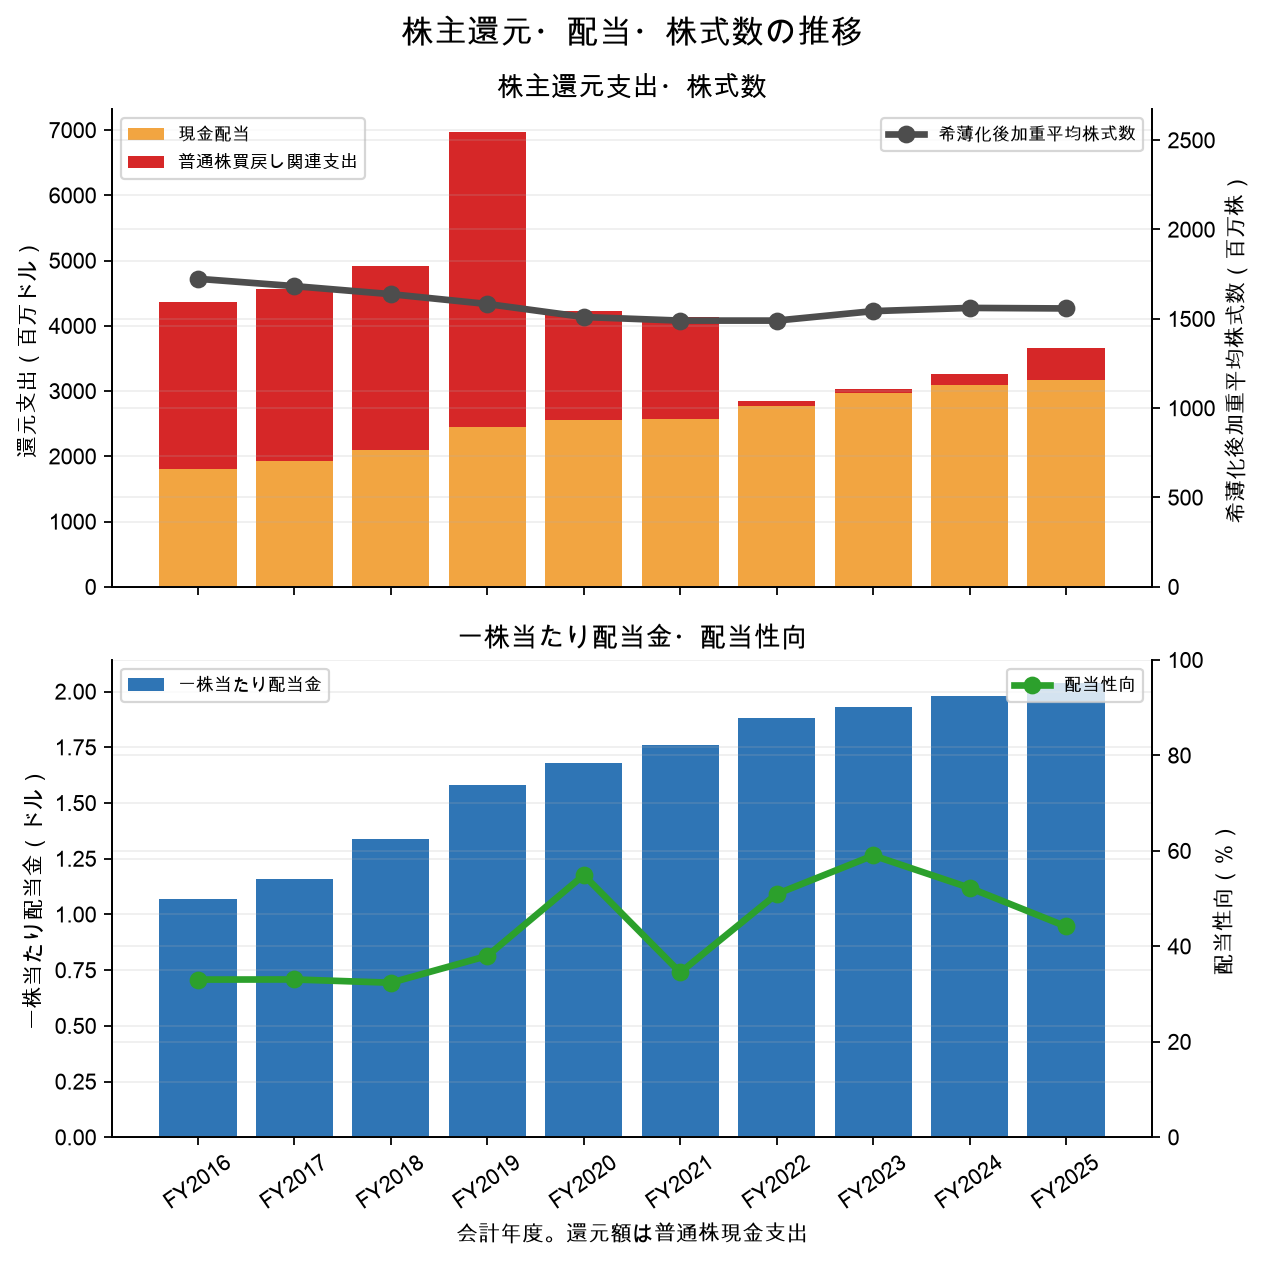 株主還元・配当・株式数の推移
株主還元支出・株式数
現金配当
普通株買戻し関連支出
希薄化後加重平均株式数
還元支出（百万ドル）
7000
6000
5000
4000
3000
2000
1000
0
2500
2000
1500
1000
500
0
希薄化後加重平均株式数（百万株）
一株当たり配当金・配当性向
一株当たり配当金
配当性向
一株当たり配当金（ドル）
2.00
1.75
1.50
1.25
1.00
0.75
0.50
0.25
0.00
100
80
60
40
20
0
配当性向（%）
FY2016 FY2017 FY2018 FY2019 FY2020 FY2021 FY2022 FY2023 FY2024 FY2025
会計年度。還元額は普通株現金支出